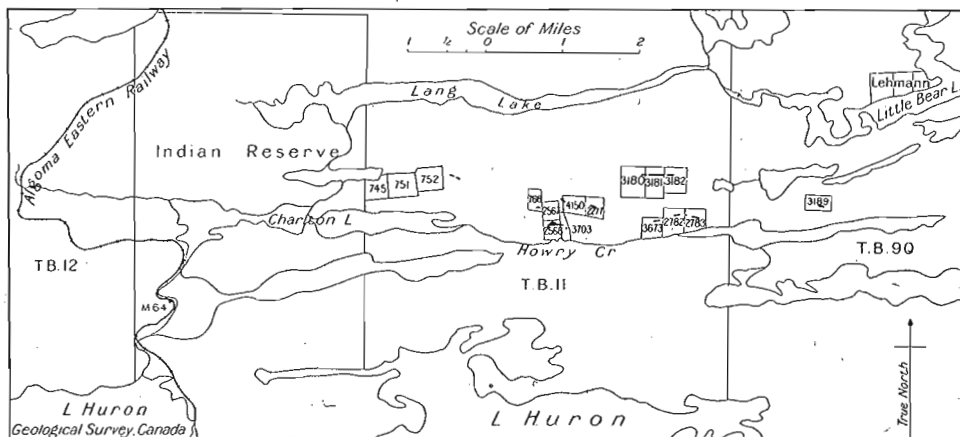 Scale of Miles
1 ½ 0 1 2
Algoma Eastern Railway
Lang Lake
Lehmann
Little Bear L.
Indian Reserve
745 751 752
3180 3181 3182
4150
3189
Charlton L
3703
3673 2782 2783
Howry Cr
T.B.12
T.B.11
T.B.90
M64
True North
L Huron
L Huron
Geological Survey, Canada